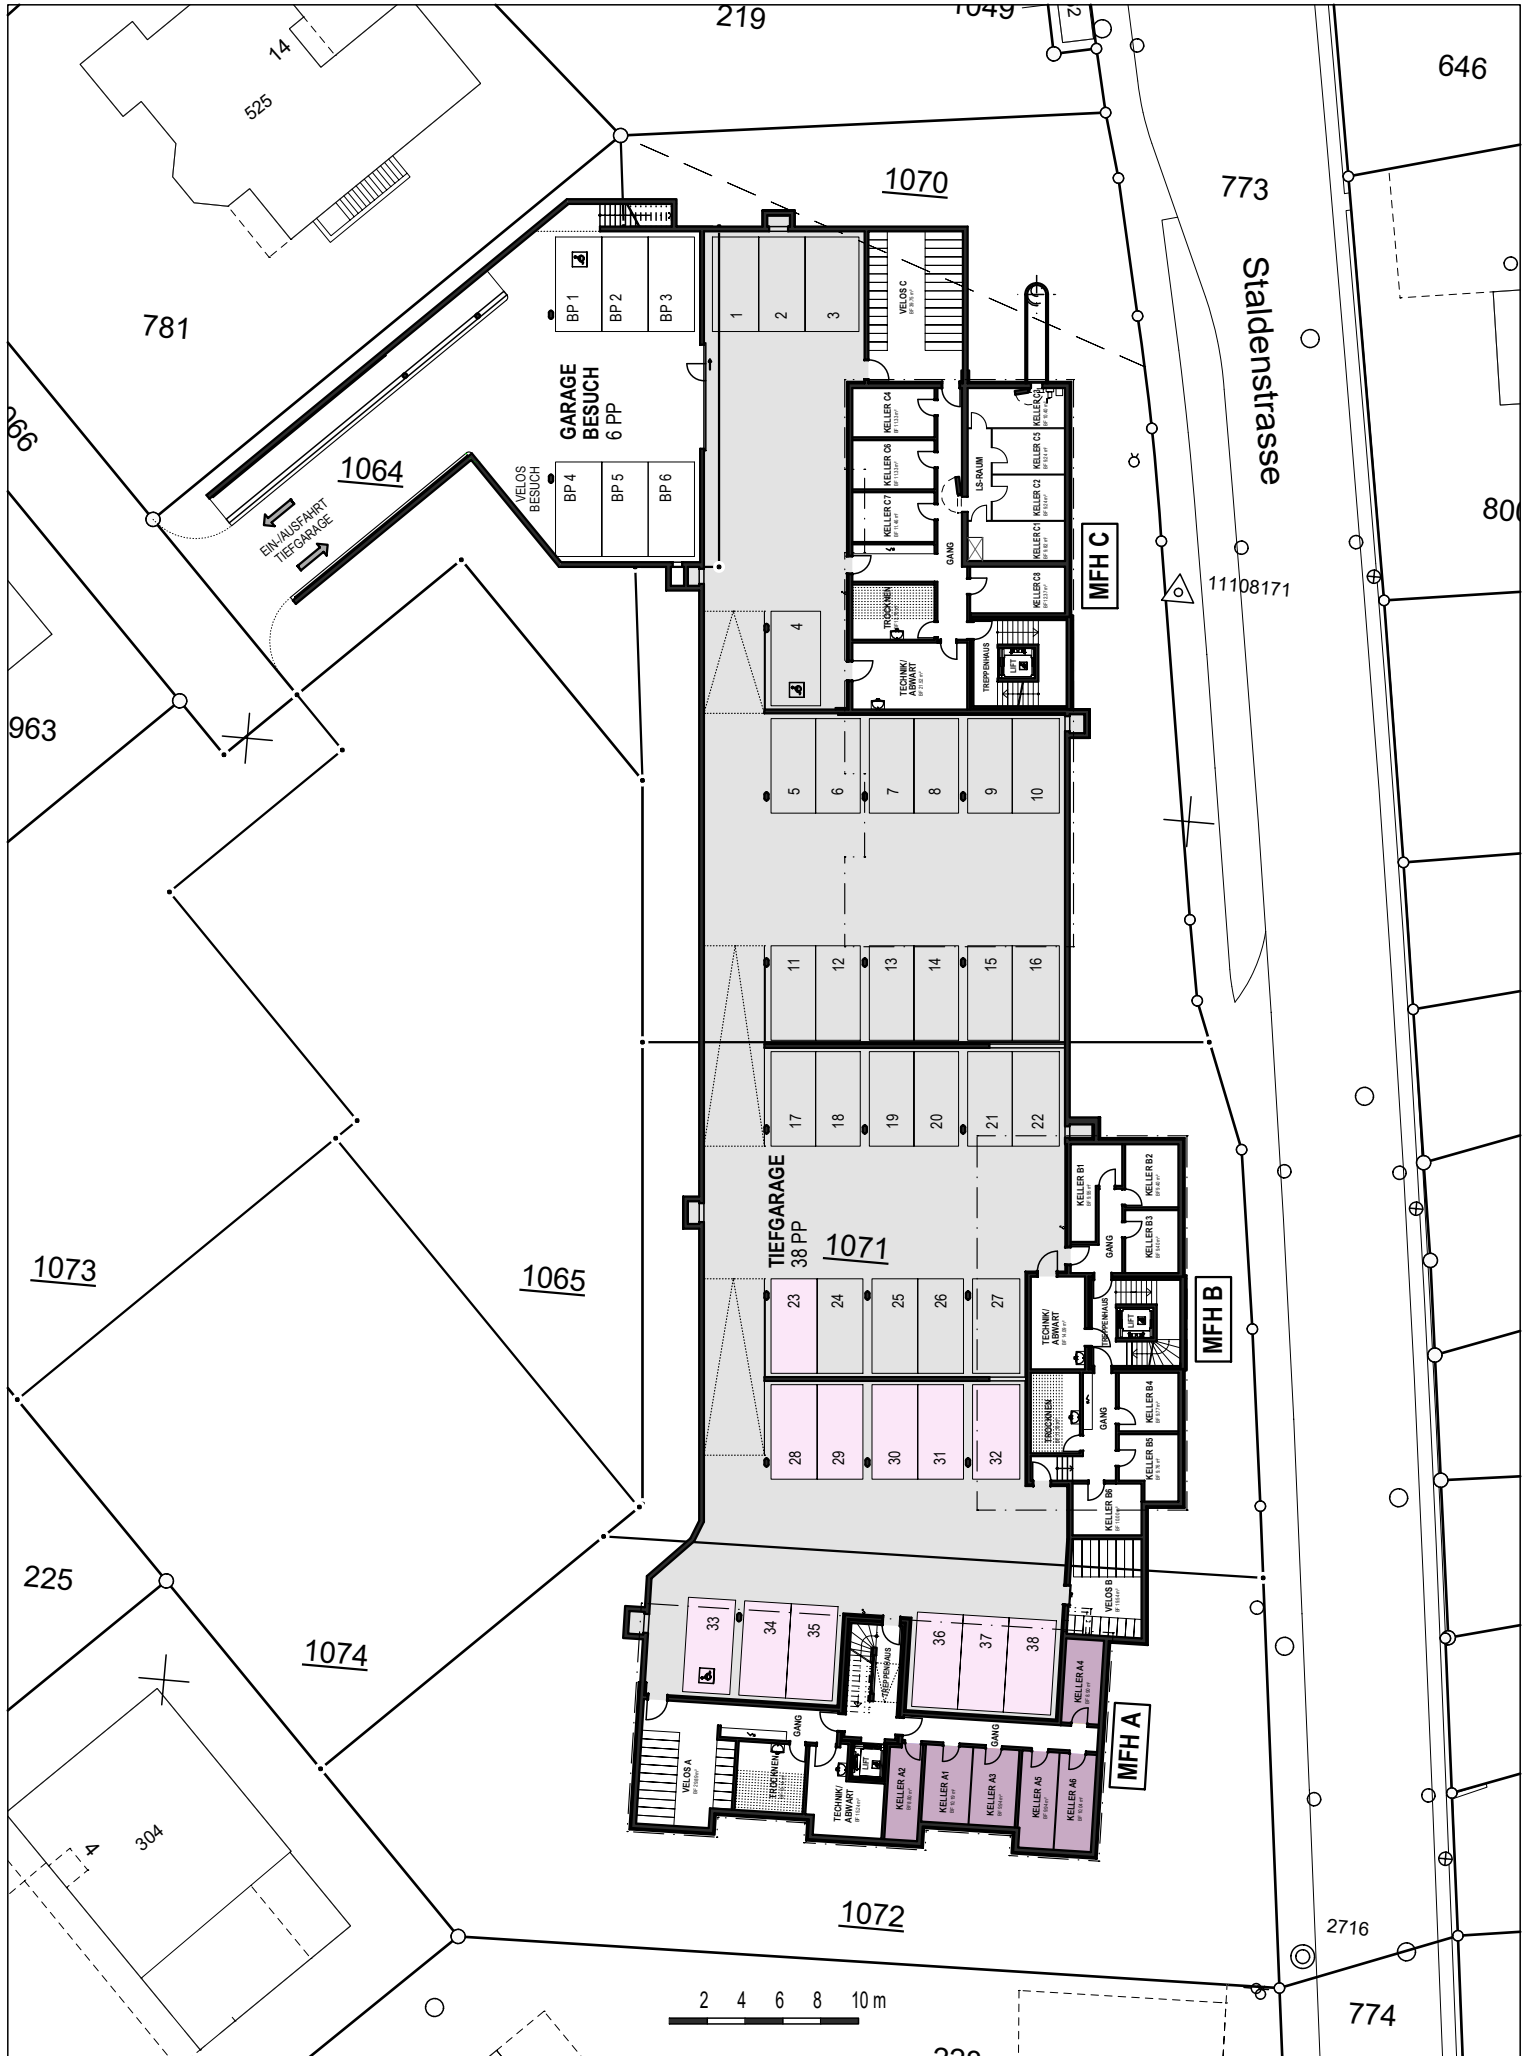 219
1049
646
14
525
1070
773
Staldenstrasse
781
BP 1
BP 2
BP 3
1
2
3
VELOS C
GARAGE
BESUCH
6 PP
1064
VELOS
BESUCH
BP 4
BP 5
BP 6
EIN-/AUSFAHRT
TIEFGARAGE
KELLER C4
KELLER C6
KELLER C7
LS-RAUM
KELLER C5
KELLER C2
KELLER C1
KELLER C8
GANG
TROCKNEN
TECHNIK/
ABWART
TREPPENHAUS
LIFT
MFH C
11108171
963
4
5
6
7
8
9
10
11
12
13
14
15
16
17
18
19
20
21
22
TIEFGARAGE
38 PP
1071
1073
1065
KELLER B1
KELLER B2
KELLER B3
GANG
TREPPENHAUS
LIFT
TECHNIK/
ABWART
MFH B
23
24
25
26
27
28
29
30
31
32
TROCKNEN
GANG
KELLER B4
KELLER B5
KELLER B6
VELOS B
225
1074
33
34
35
36
37
38
TREPPENHAUS
KELLER A4
GANG
GANG
VELOS A
TROCKNEN
TECHNIK/
ABWART
LIFT
KELLER A2
KELLER A1
KELLER A3
KELLER A5
KELLER A6
MFH A
4
304
1072
2716
2 4 6 8 10 m
774